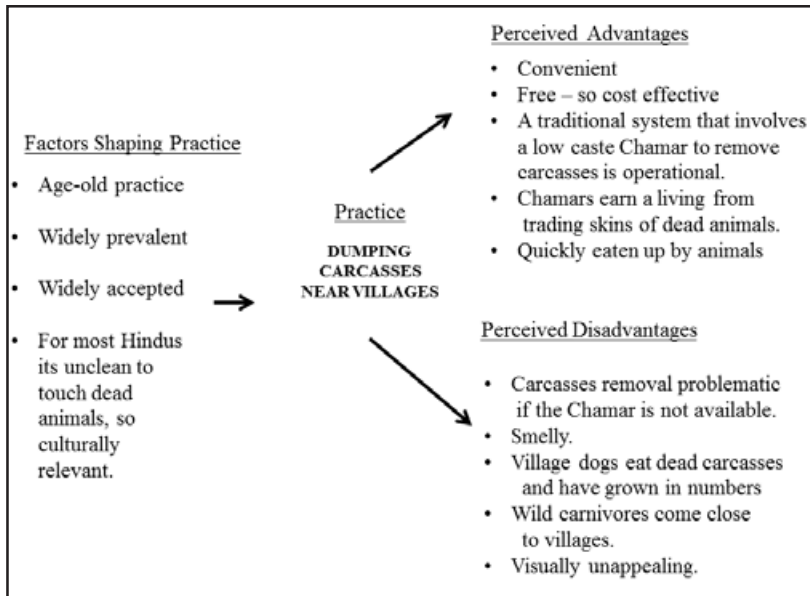 Factors Shaping Practice
• Age-old practice
• Widely prevalent
• Widely accepted
• For most Hindus
its unclean to
touch dead
animals, so
culturally
relevant.
Practice
DUMPING
CARCASSES
NEAR VILLAGES
Perceived Advantages
• Convenient
• Free – so cost effective
• A traditional system that involves
a low caste Chamar to remove
carcasses is operational.
• Chamars earn a living from
trading skins of dead animals.
• Quickly eaten up by animals
Perceived Disadvantages
• Carcasses removal problematic
if the Chamar is not available.
• Smelly.
• Village dogs eat dead carcasses
and have grown in numbers
• Wild carnivores come close
to villages.
• Visually unappealing.